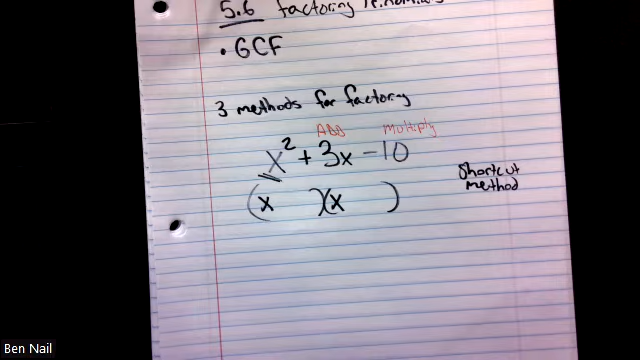 5.6 factoring
• GCF
3 methods for factoring
ADD Multiply
x² + 3x - 10
(x )(x )
Shortcut
method
Ben Nail